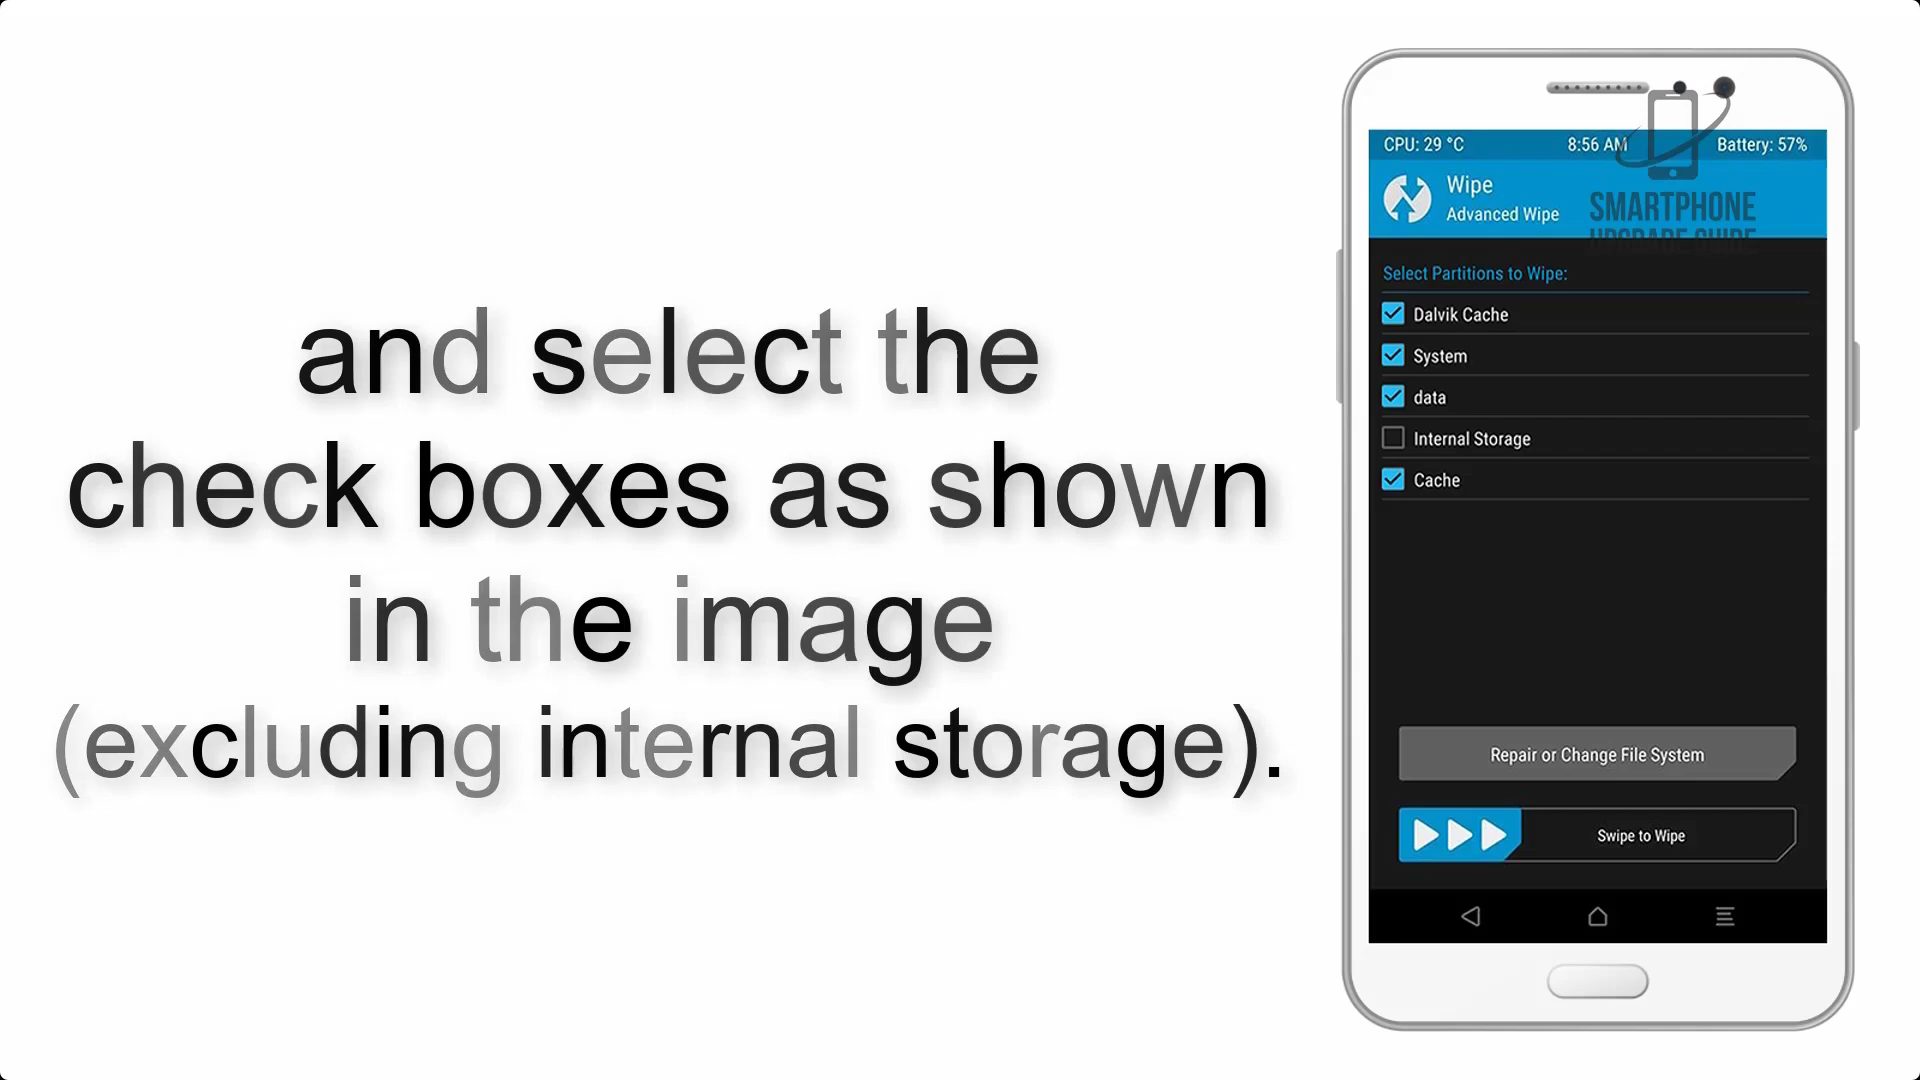 and select the
check boxes as shown
in the image
(excluding internal storage).
CPU: 29 °C 8:56 AM Battery: 57%
Wipe
Advanced Wipe
SMARTPHONE
UPGRADE GUIDE
Select Partitions to Wipe:
Dalvik Cache
System
data
Internal Storage
Cache
Repair or Change File System
Swipe to Wipe